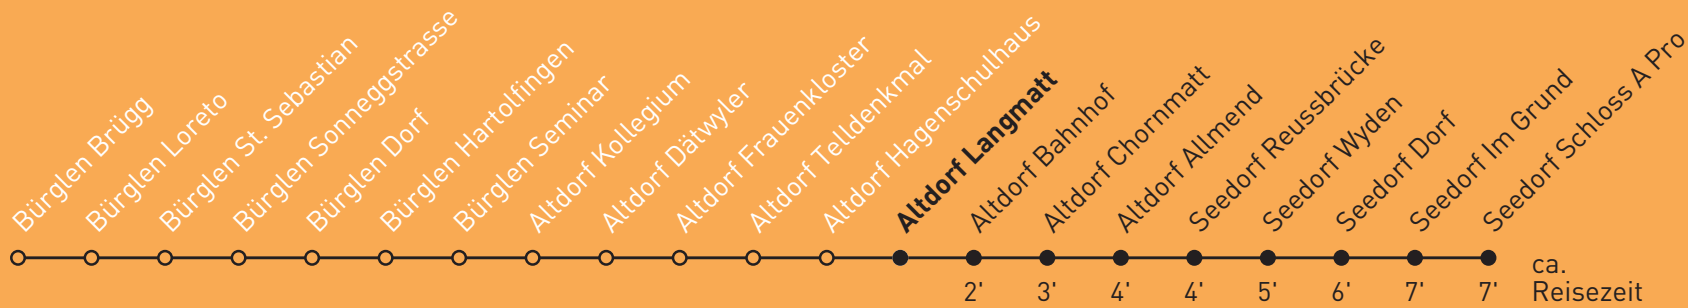 Bürglen Brügg
Bürglen Loreto
Bürglen St. Sebastian
Bürglen Sonneggstrasse
Bürglen Dorf
Bürglen Hartolfingen
Bürglen Seminar
Altdorf Kollegium
Altdorf Dätwyler
Altdorf Frauenkloster
Altdorf Telldenkmal
Altdorf Hagenschulhaus
Altdorf Langmatt
Altdorf Bahnhof
Altdorf Chornmatt
Altdorf Allmend
Seedorf Reussbrücke
Seedorf Wyden
Seedorf Dorf
Seedorf Im Grund
Seedorf Schloss A Pro
2' 3' 4' 4' 5' 6' 7' 7'
ca.
Reisezeit